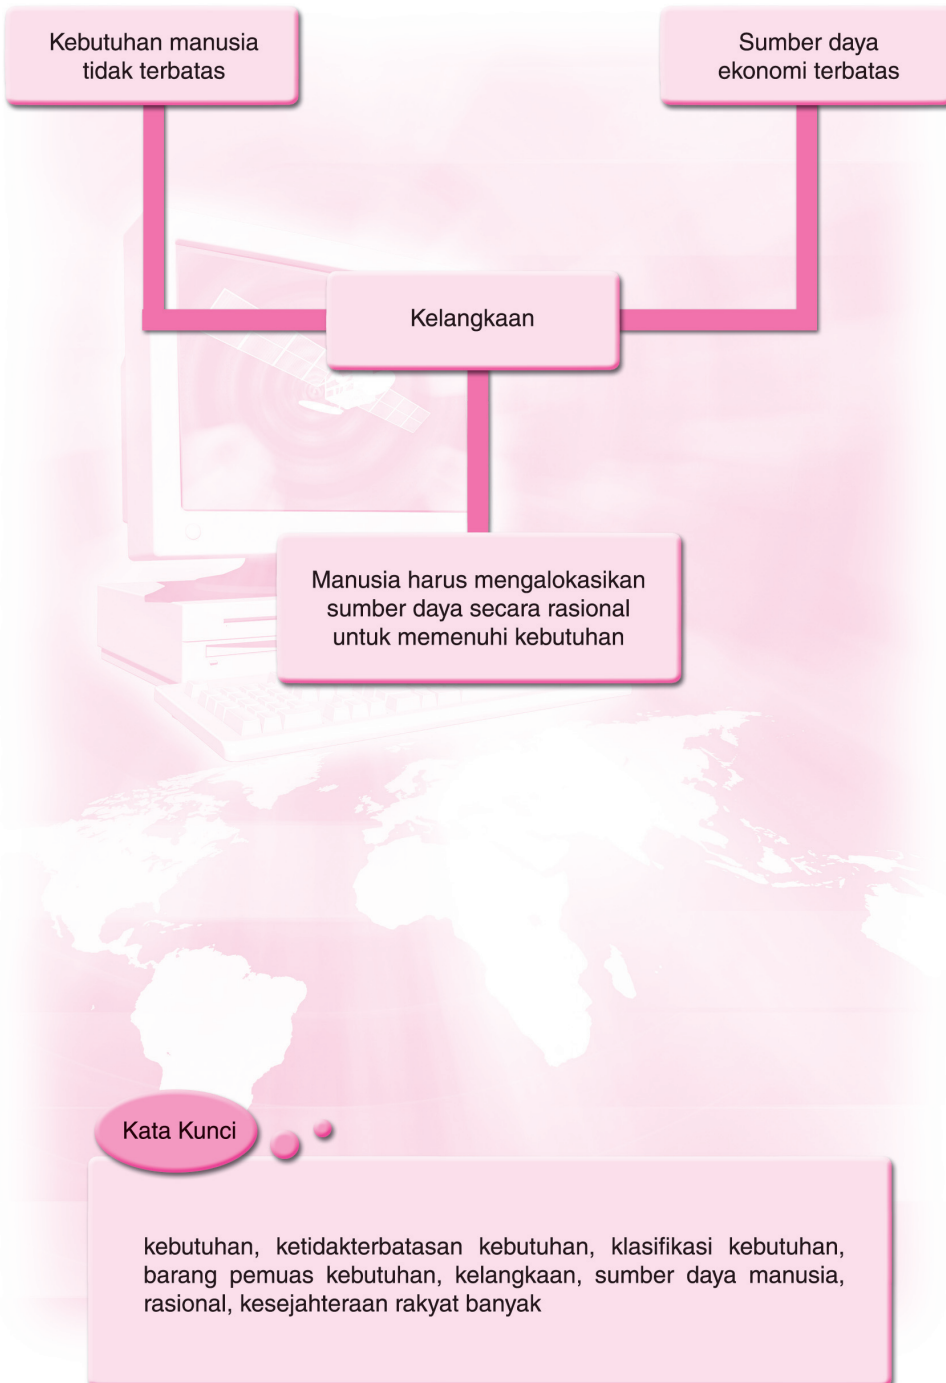 Kebutuhan manusia
tidak terbatas
Sumber daya
ekonomi terbatas
Kelangkaan
Manusia harus mengalokasikan
sumber daya secara rasional
untuk memenuhi kebutuhan
Kata Kunci
kebutuhan, ketidakterbatasan kebutuhan, klasifikasi kebutuhan,
barang pemuas kebutuhan, kelangkaan, sumber daya manusia,
rasional, kesejahteraan rakyat banyak